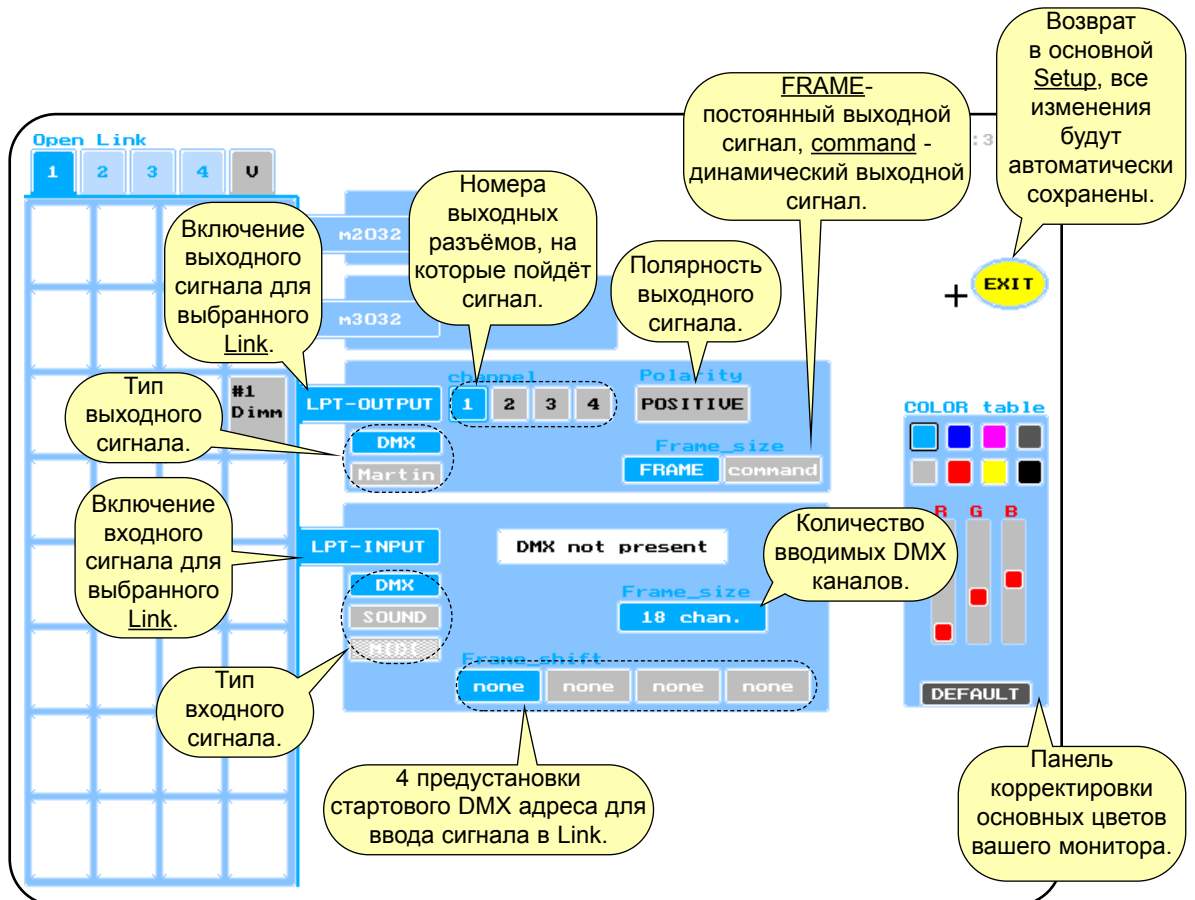 Возврат
в основной
Setup, все
изменения
будут
автоматически
сохранены.
FRAME-
постоянный выходной
сигнал, command -
динамический выходной
сигнал.
Open Link
:3
1 2 3 4 V
Номера
выходных
разъёмов, на
которые пойдёт
сигнал.
Включение
выходного
сигнала для
выбранного
Link.
m2032
Полярность
выходного
сигнала.
+ EXIT
m3032
Тип
выходного
сигнала.
#1
Dimm
LPT-OUTPUT
channel
1 2 3 4
Polarity
POSITIVE
DMX
Martin
Frame_size
FRAME command
COLOR table
R G B
DEFAULT
Включение
входного
сигнала для
выбранного
Link.
LPT-INPUT
DMX not present
Количество
вводимых DMX
каналов.
DMX
SOUND
MIDI
Frame_size
18 chan.
Frame_shift
none none none none
Тип
входного
сигнала.
4 предустановки
стартового DMX адреса для
ввода сигнала в Link.
Панель
корректировки
основных цветов
вашего монитора.